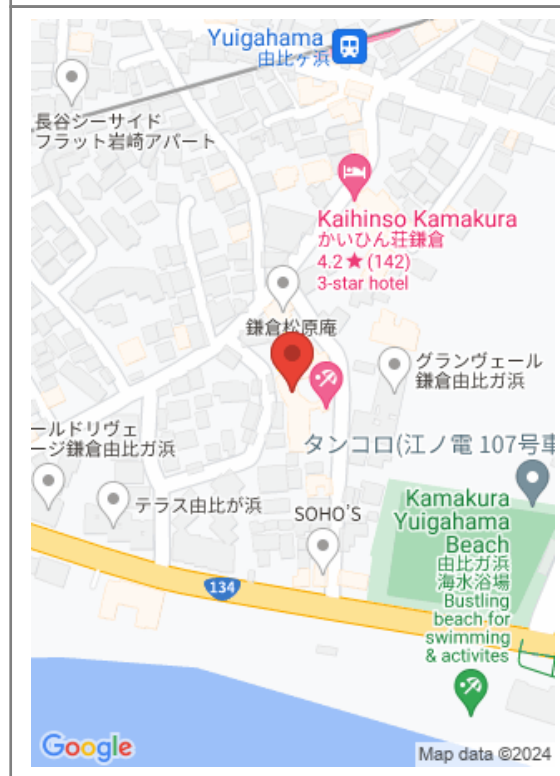 Yuigahama
由比ヶ浜
長谷シーサイド
フラット岩崎アパート
Kaihinso Kamakura
かいひん荘鎌倉
4.2★(142)
3-star hotel
鎌倉松原庵
グランヴェール
鎌倉由比ガ浜
ールドリヴェ
ージ鎌倉由比ガ浜
タンコロ(江ノ電 107号車
テラス由比が浜
SOHO'S
Kamakura
Yuigahama
Beach
由比ガ浜
海水浴場
Bustling
beach for
swimming
& activites
134
Google
Map data ©2024